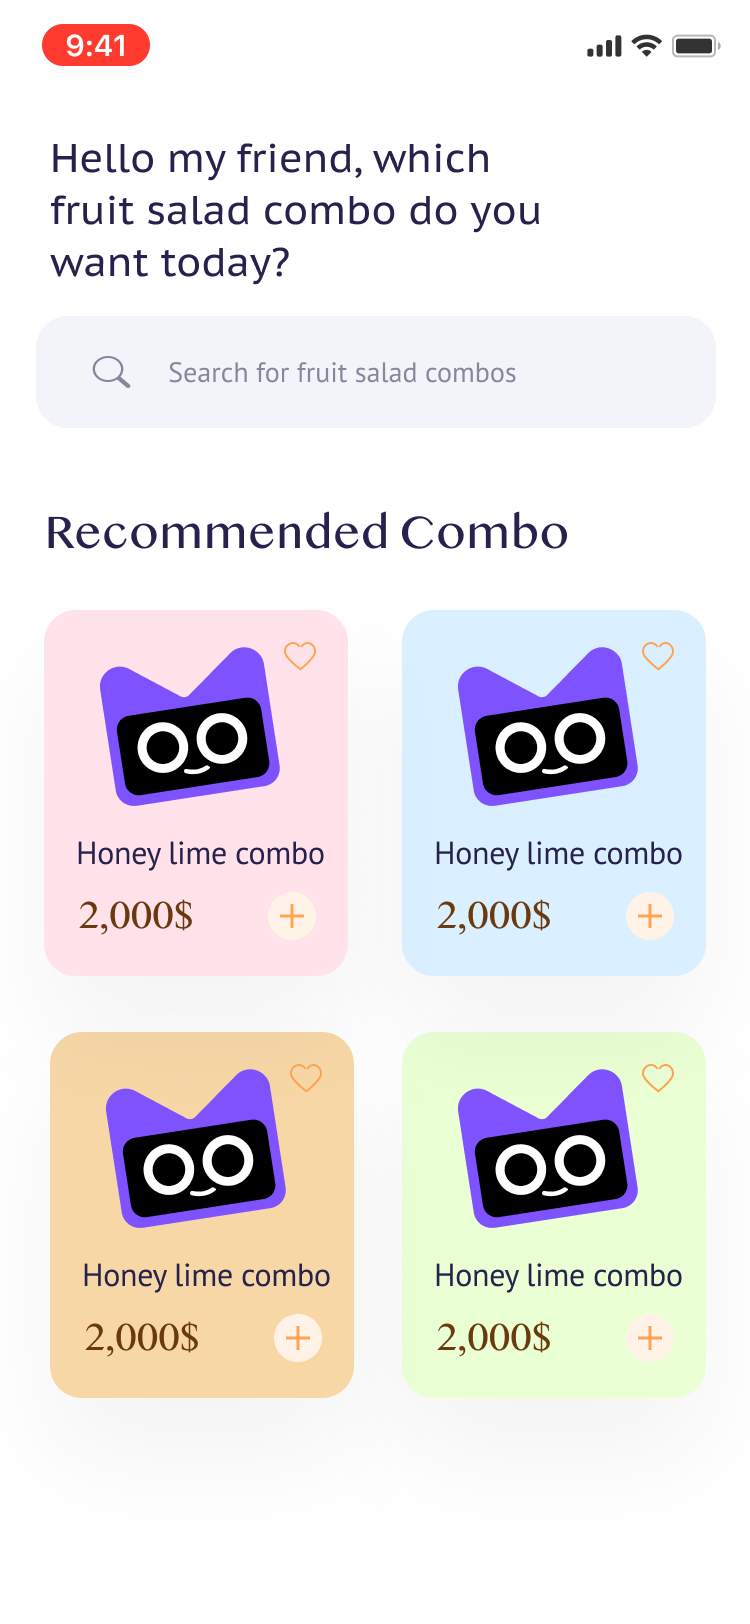 9:41
Hello my friend, which
fruit salad combo do you
want today?
Search for fruit salad combos
Recommended Combo
Honey lime combo
2,000$
Honey lime combo
2,000$
Honey lime combo
2,000$
Honey lime combo
2,000$